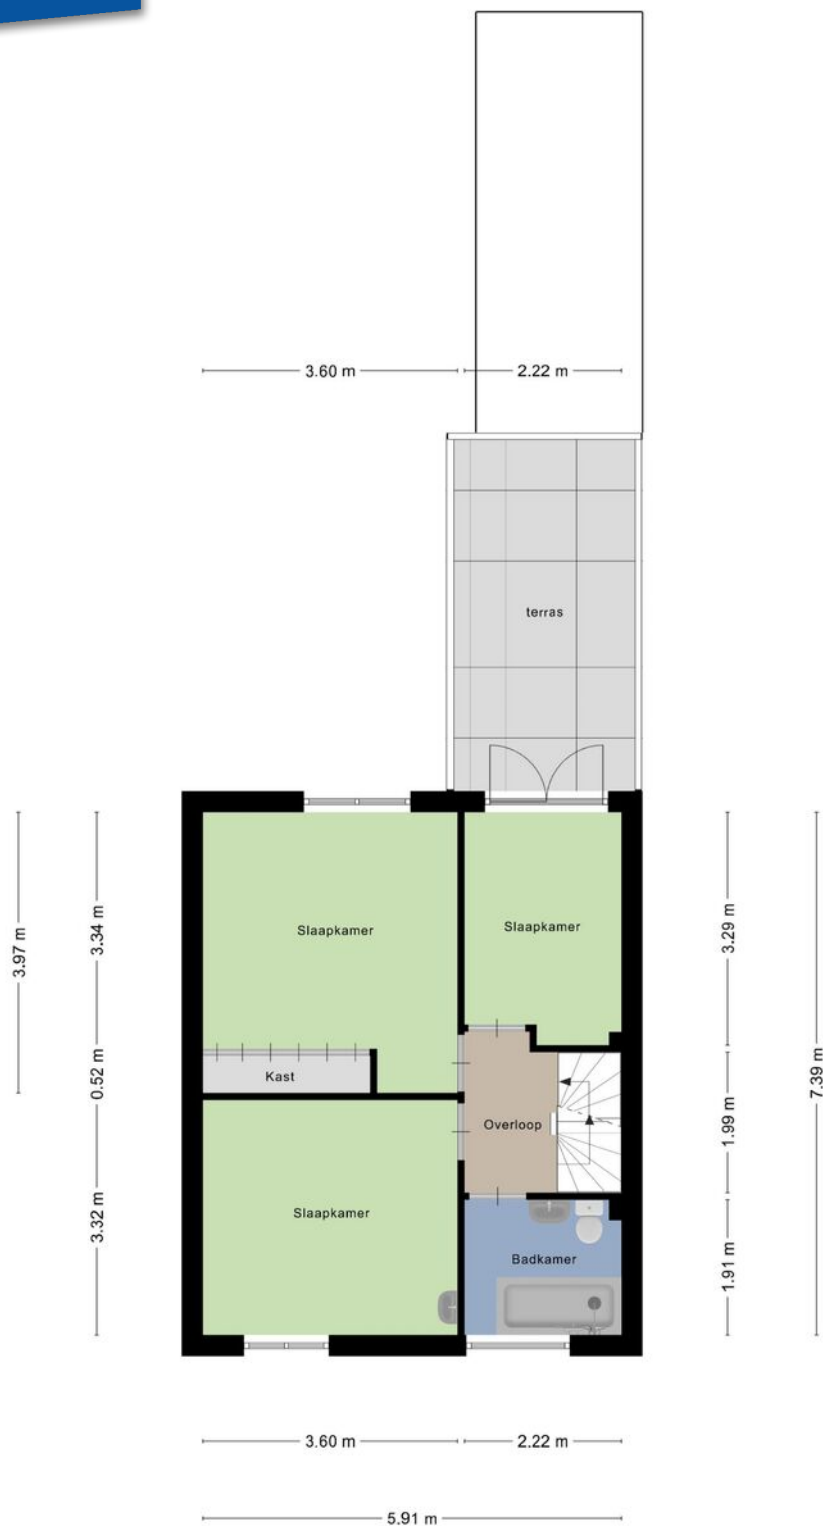 3.60 m
2.22 m
terras
Slaapkamer
Slaapkamer
3.97 m
3.34 m
3.29 m
Kast
0.52 m
7.39 m
Overloop
1.99 m
Slaapkamer
3.32 m
Badkamer
1.91 m
3.60 m
2.22 m
5.91 m